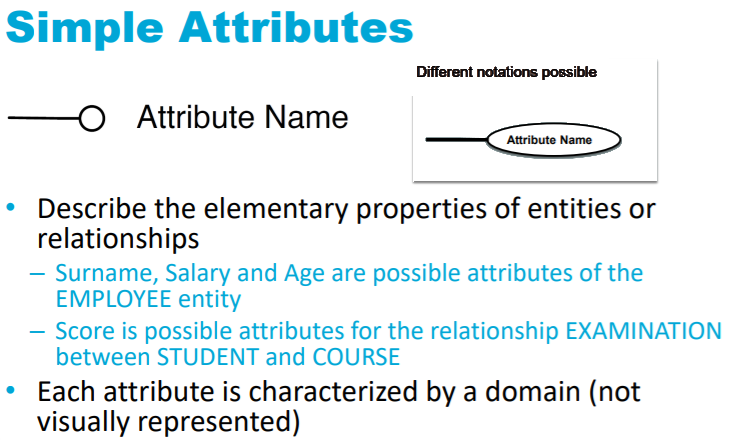 Simple Attributes
Different notations possible
Attribute Name
Attribute Name
• Describe the elementary properties of entities or
relationships
– Surname, Salary and Age are possible attributes of the
EMPLOYEE entity
– Score is possible attributes for the relationship EXAMINATION
between STUDENT and COURSE
• Each attribute is characterized by a domain (not
visually represented)